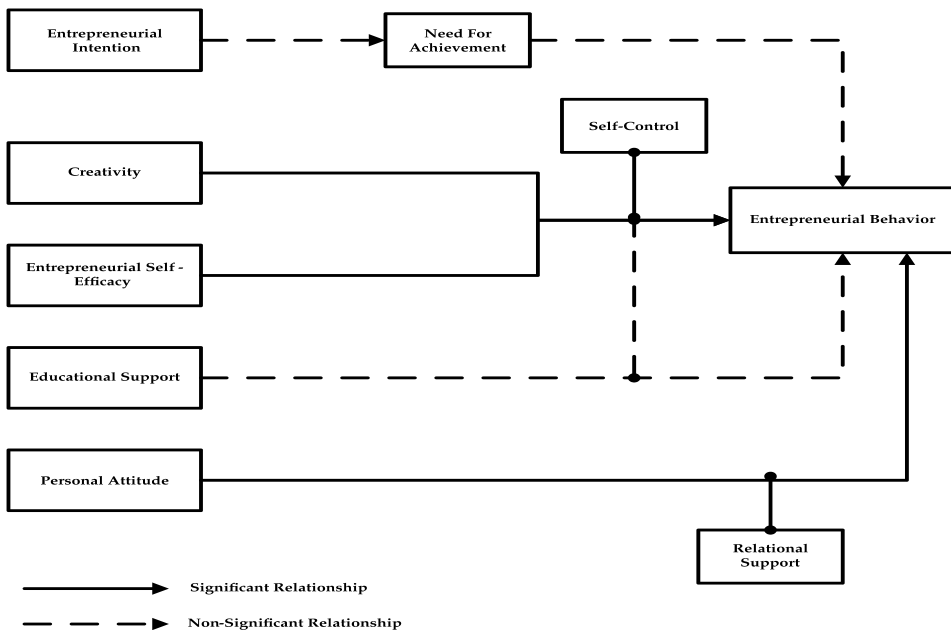 Entrepreneurial
Intention
Need For
Achievement
Self-Control
Creativity
Entrepreneurial Behavior
Entrepreneurial Self -
Efficacy
Educational Support
Personal Attitude
Relational
Support
Significant Relationship
Non-Significant Relationship